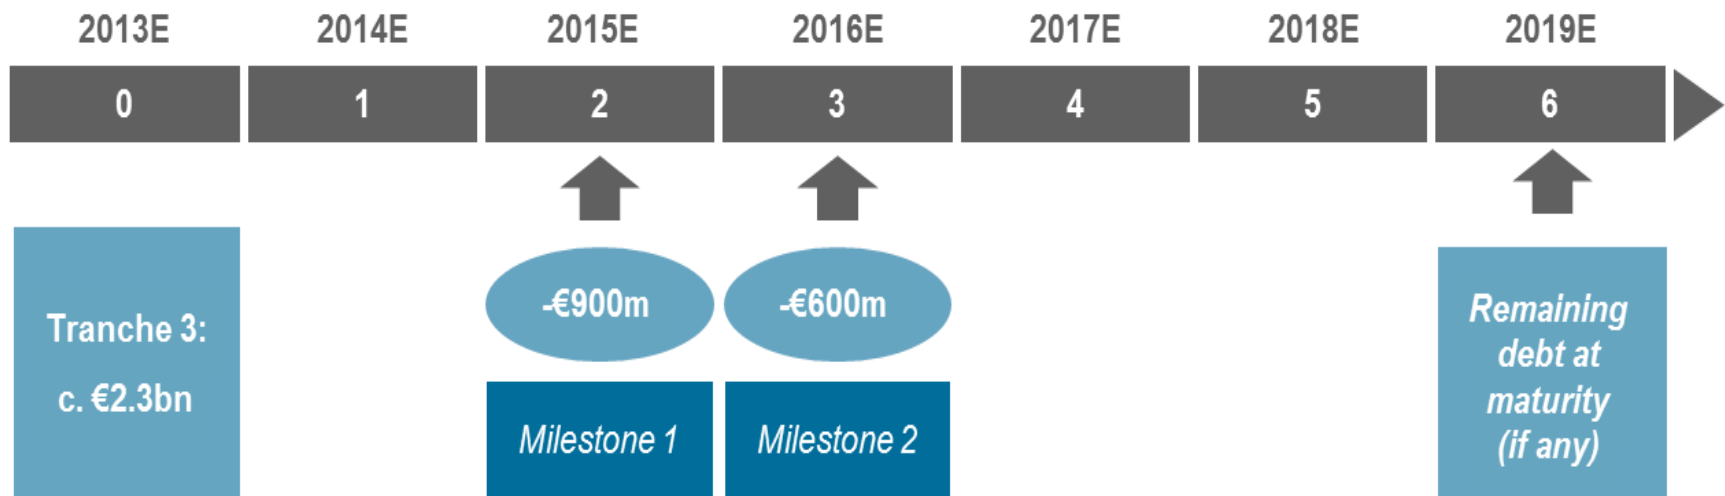 2013E 2014E 2015E 2016E 2017E 2018E 2019E
0 1 2 3 4 5 6
Tranche 3:
c. €2.3bn
-€900m
Milestone 1
-€600m
Milestone 2
Remaining
debt at
maturity
(if any)